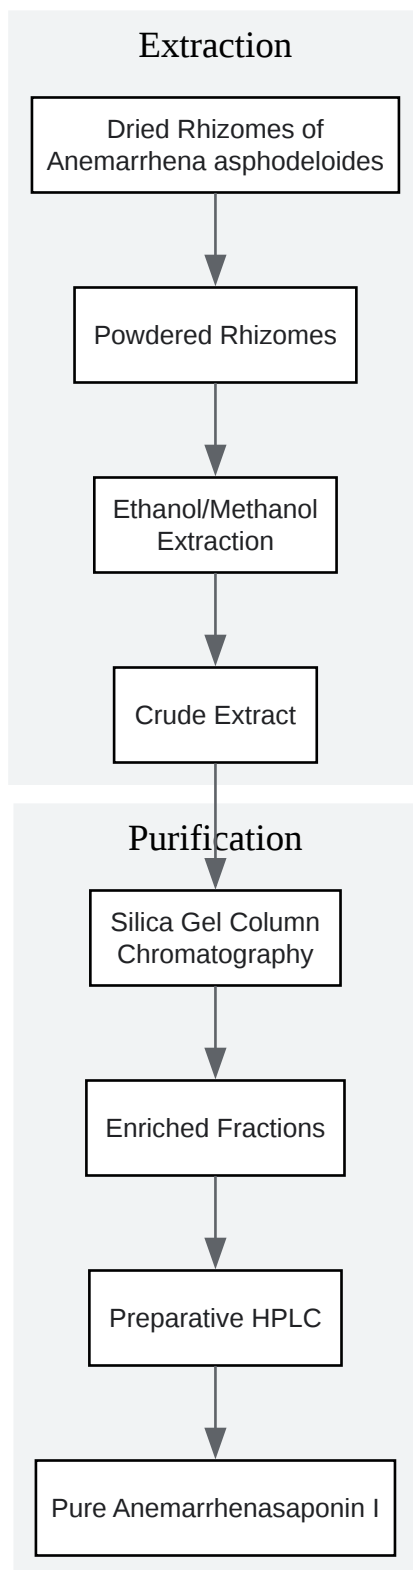 Extraction
Dried Rhizomes of
Anemarrhena asphodeloides
Powdered Rhizomes
Ethanol/Methanol
Extraction
Crude Extract
Purification
Silica Gel Column
Chromatography
Enriched Fractions
Preparative HPLC
Pure Anemarrhenasaponin I